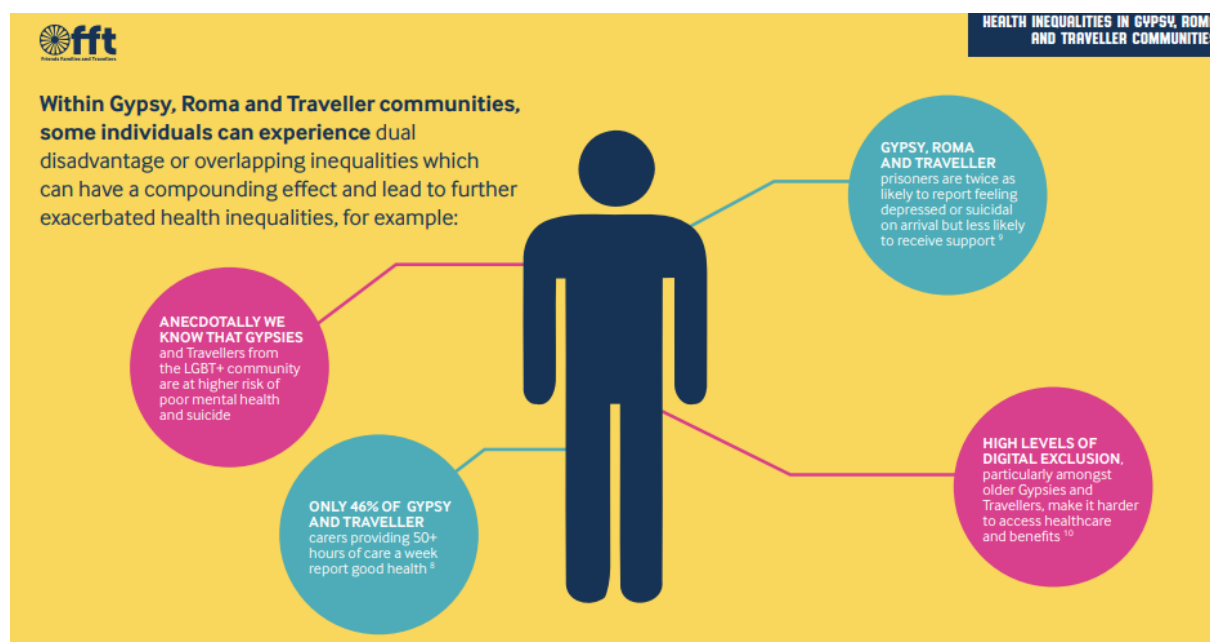 fft
Friends Families and Travellers
HEALTH INEQUALITIES IN GYPSY, ROM
AND TRAVELLER COMMUNITIE
Within Gypsy, Roma and Traveller communities,
some individuals can experience dual
disadvantage or overlapping inequalities which
can have a compounding effect and lead to further
exacerbated health inequalities, for example:
GYPSY, ROMA
AND TRAVELLER
prisoners are twice as
likely to report feeling
depressed or suicidal
on arrival but less likely
to receive support 9
ANECDOTALLY WE
KNOW THAT GYPSIES
and Travellers from
the LGBT+ community
are at higher risk of
poor mental health
and suicide
ONLY 46% OF GYPSY
AND TRAVELLER
carers providing 50+
hours of care a week
report good health 8
HIGH LEVELS OF
DIGITAL EXCLUSION,
particularly amongst
older Gypsies and
Travellers, make it harder
to access healthcare
and benefits 10